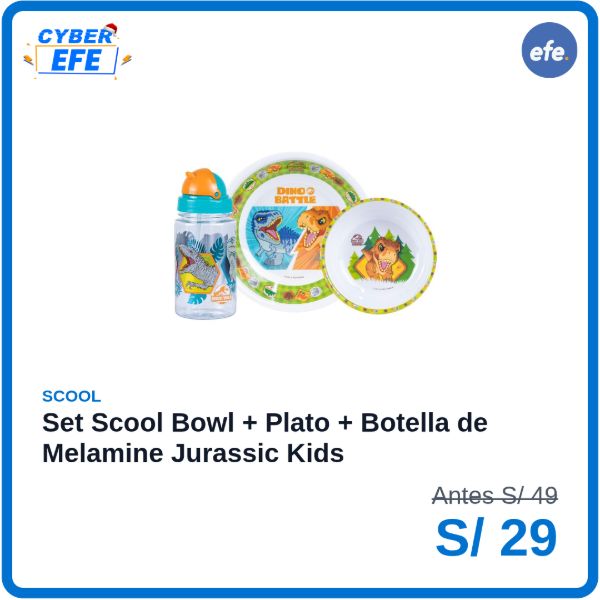 CYBER
EFE
efe.
DINO
BATTLE
SCOOL
Set Scool Bowl + Plato + Botella de
Melamine Jurassic Kids
Antes S/ 49
S/ 29